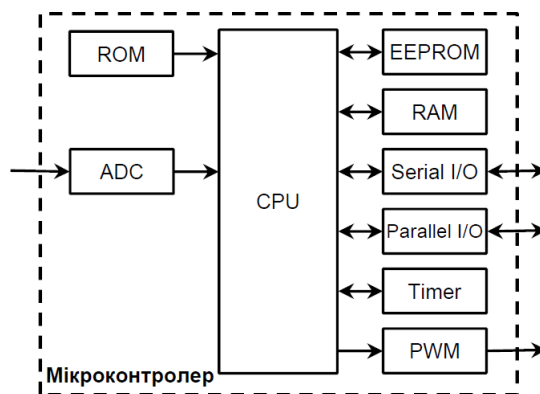 ROM
EEPROM
RAM
ADC
CPU
Serial I/O
Parallel I/O
Timer
PWM
Мікроконтролер